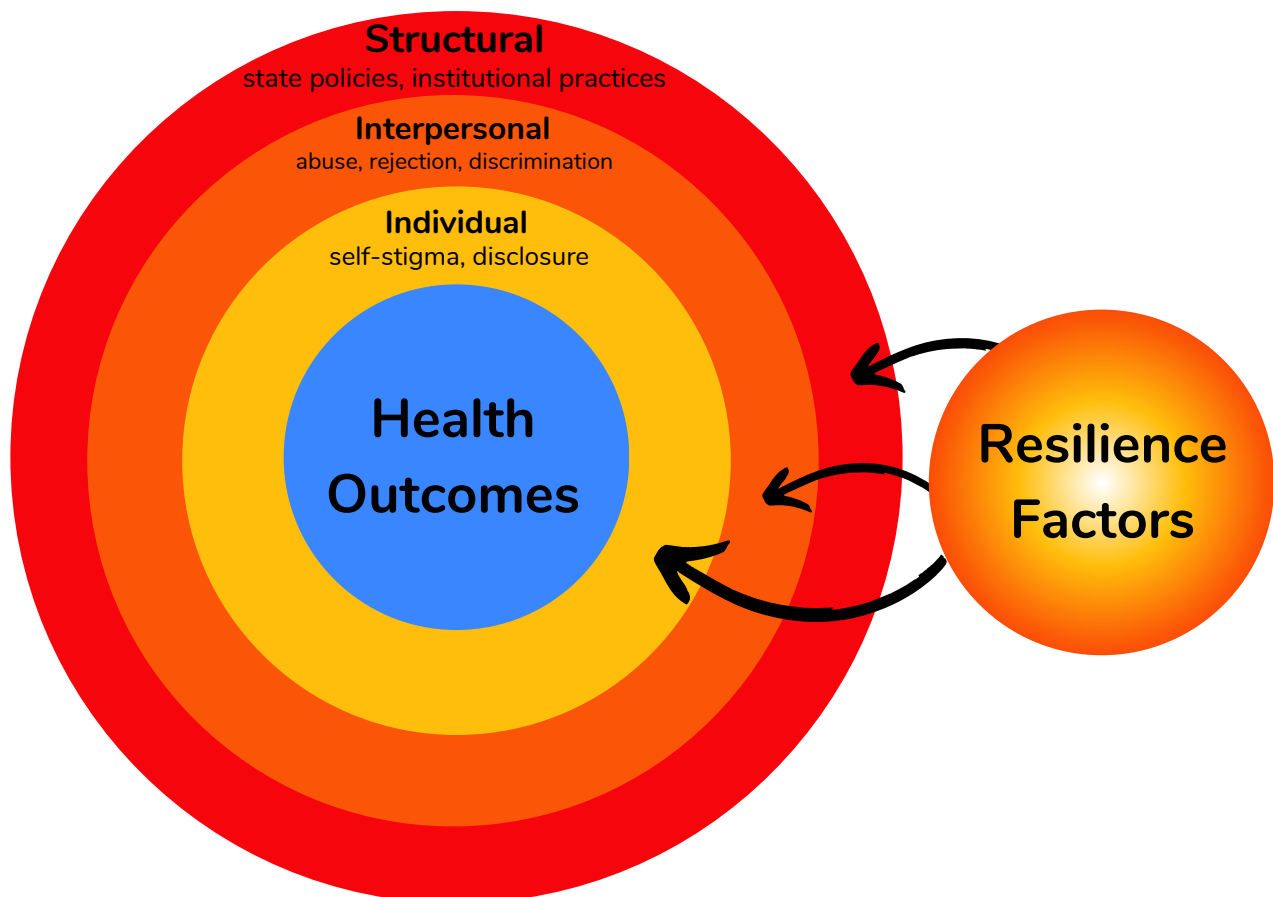 Structural
state policies, institutional practices
Interpersonal
abuse, rejection, discrimination
Individual
self-stigma, disclosure
Health
Outcomes
Resilience
Factors